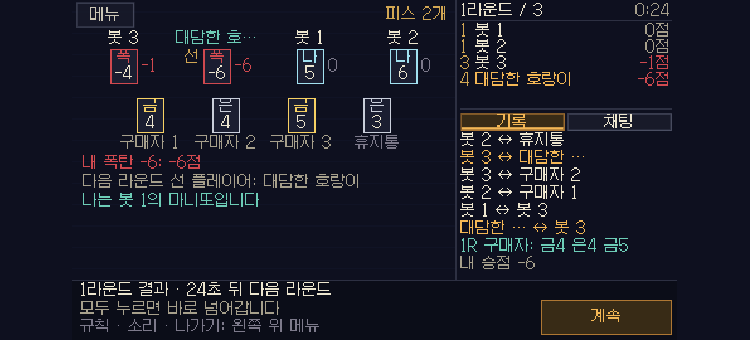 메뉴
피스 2개
봇 3
대담한 호…
봇 1
봇 2
폭
-4
-1
선
폭
-6
-6
나
5
0
나
6
0
금
4
은
4
금
5
은
3
구매자 1
구매자 2
구매자 3
휴지통
내 폭탄 -6: -6점
다음 라운드 선 플레이어: 대담한 호랑이
나는 봇 1의 마니또입니다
1라운드 결과 · 24초 뒤 다음 라운드
모두 누르면 바로 넘어갑니다
규칙 · 소리 · 나가기: 왼쪽 위 메뉴
1라운드 / 3
0:24
1 봇 1
0점
1 봇 2
0점
3 봇 3
-1점
4 대담한 호랑이
-6점
기록
채팅
봇 2 ↔ 휴지통
봇 3 ↔ 대담한 …
봇 3 ↔ 구매자 2
봇 2 ↔ 구매자 1
봇 1 ↔ 봇 3
대담한 … ↔ 봇 3
1R 구매자: 금4 은4 금5
내 승점 -6
계속